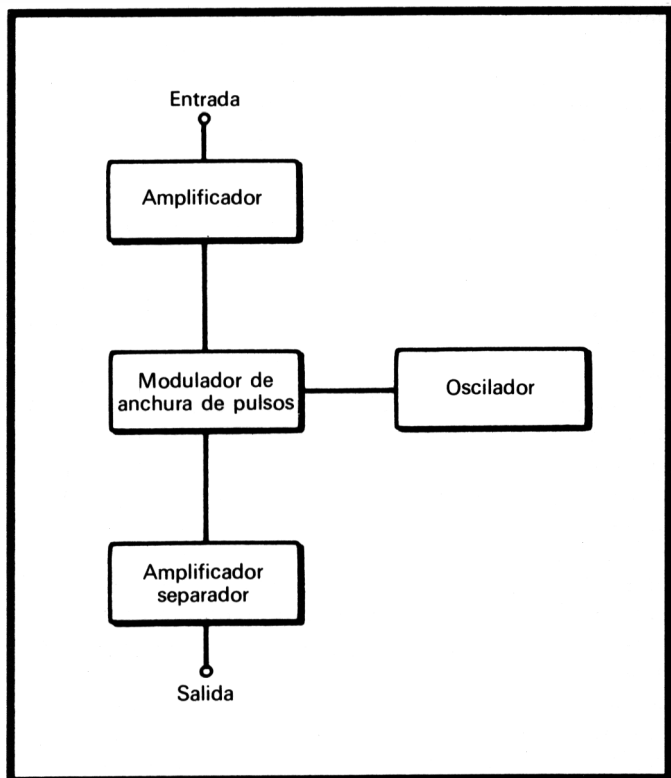 Entrada
Amplificador
Modulador de
anchura de pulsos
Oscilador
Amplificador
separador
Salida